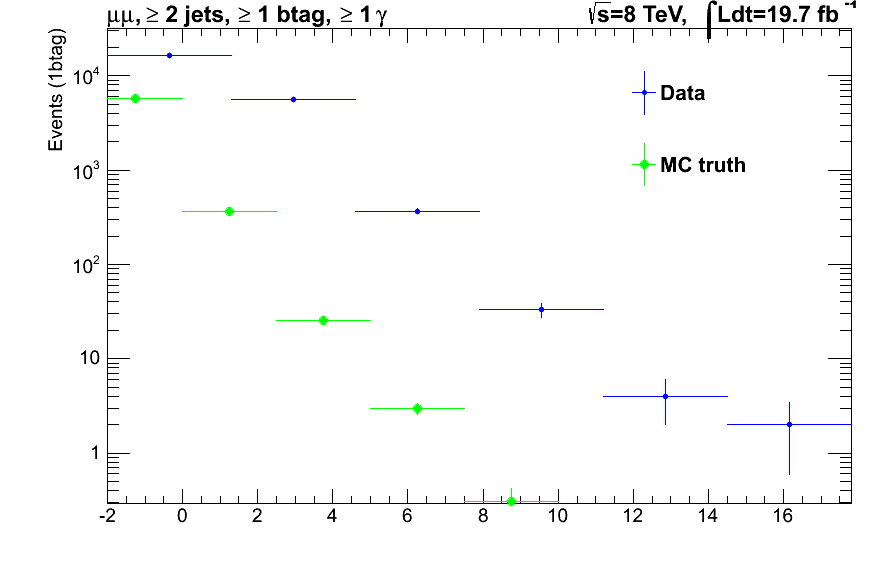 μμ, ≥ 2 jets, ≥ 1 btag, ≥ 1 γ
√s=8 TeV, ∫Ldt=19.7 fb⁻¹
Events (1btag)
10⁴
10³
10²
10
1
Data
MC truth
-2 0 2 4 6 8 10 12 14 16